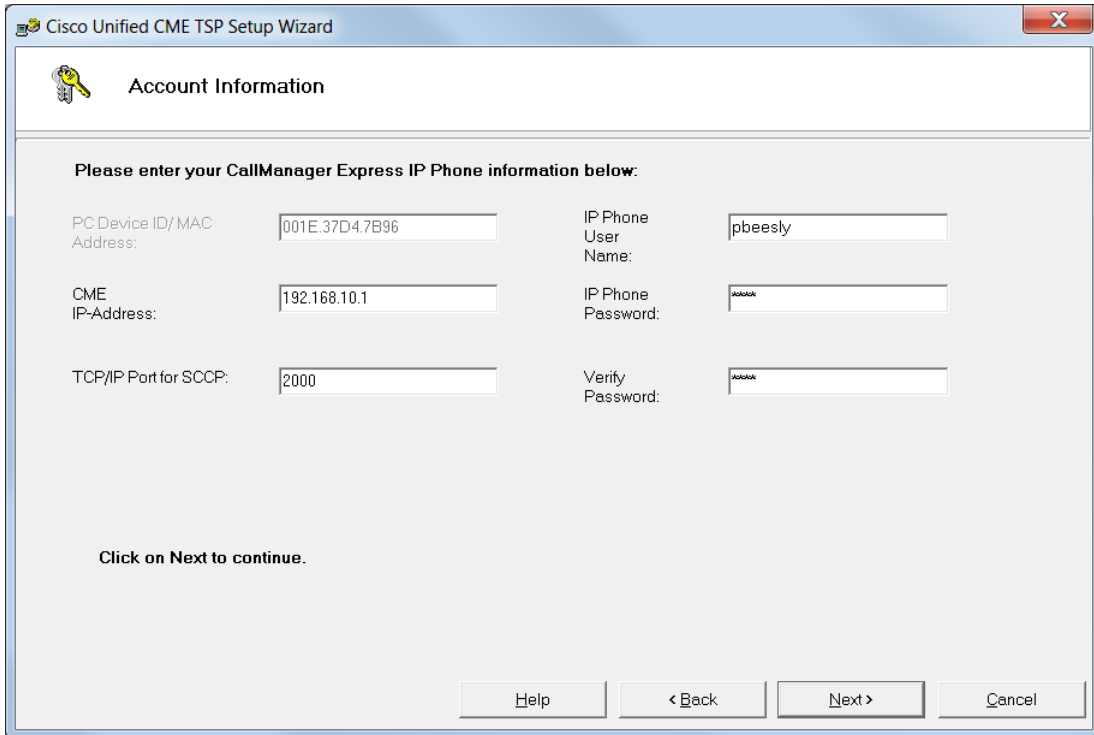 Cisco Unified CME TSP Setup Wizard
Account Information
Please enter your CallManager Express IP Phone information below:
PC Device ID/ MAC
Address:
001E.37D4.7B96
IP Phone
User
Name:
pbeesly
CME
IP-Address:
192.168.10.1
IP Phone
Password:
*****
TCP/IP Port for SCCP:
2000
Verify
Password:
*****
Click on Next to continue.
Help
< Back
Next >
Cancel